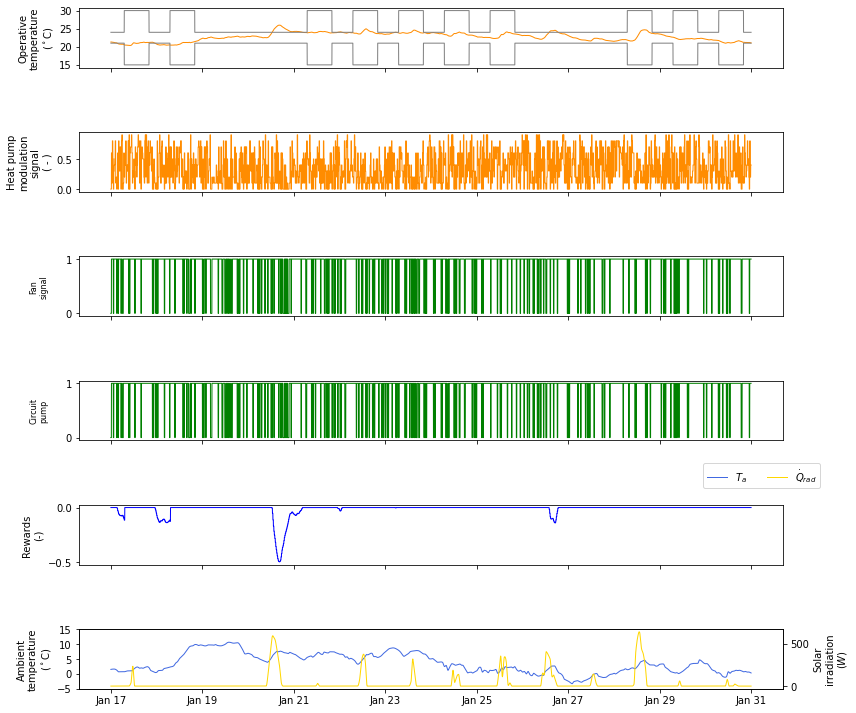 Operative
temperature
(°C)
30
25
20
15
Heat pump
modulation
signal
( - )
0.5
0.0
Fan
signal
1
0
Circuit
pump
1
0
T_a Q̇_rad
Rewards
(-)
0.0
−0.5
Ambient
temperature
(°C)
15
10
5
0
−5
500
0
Solar
irradiation
(W)
Jan 17 Jan 19 Jan 21 Jan 23 Jan 25 Jan 27 Jan 29 Jan 31